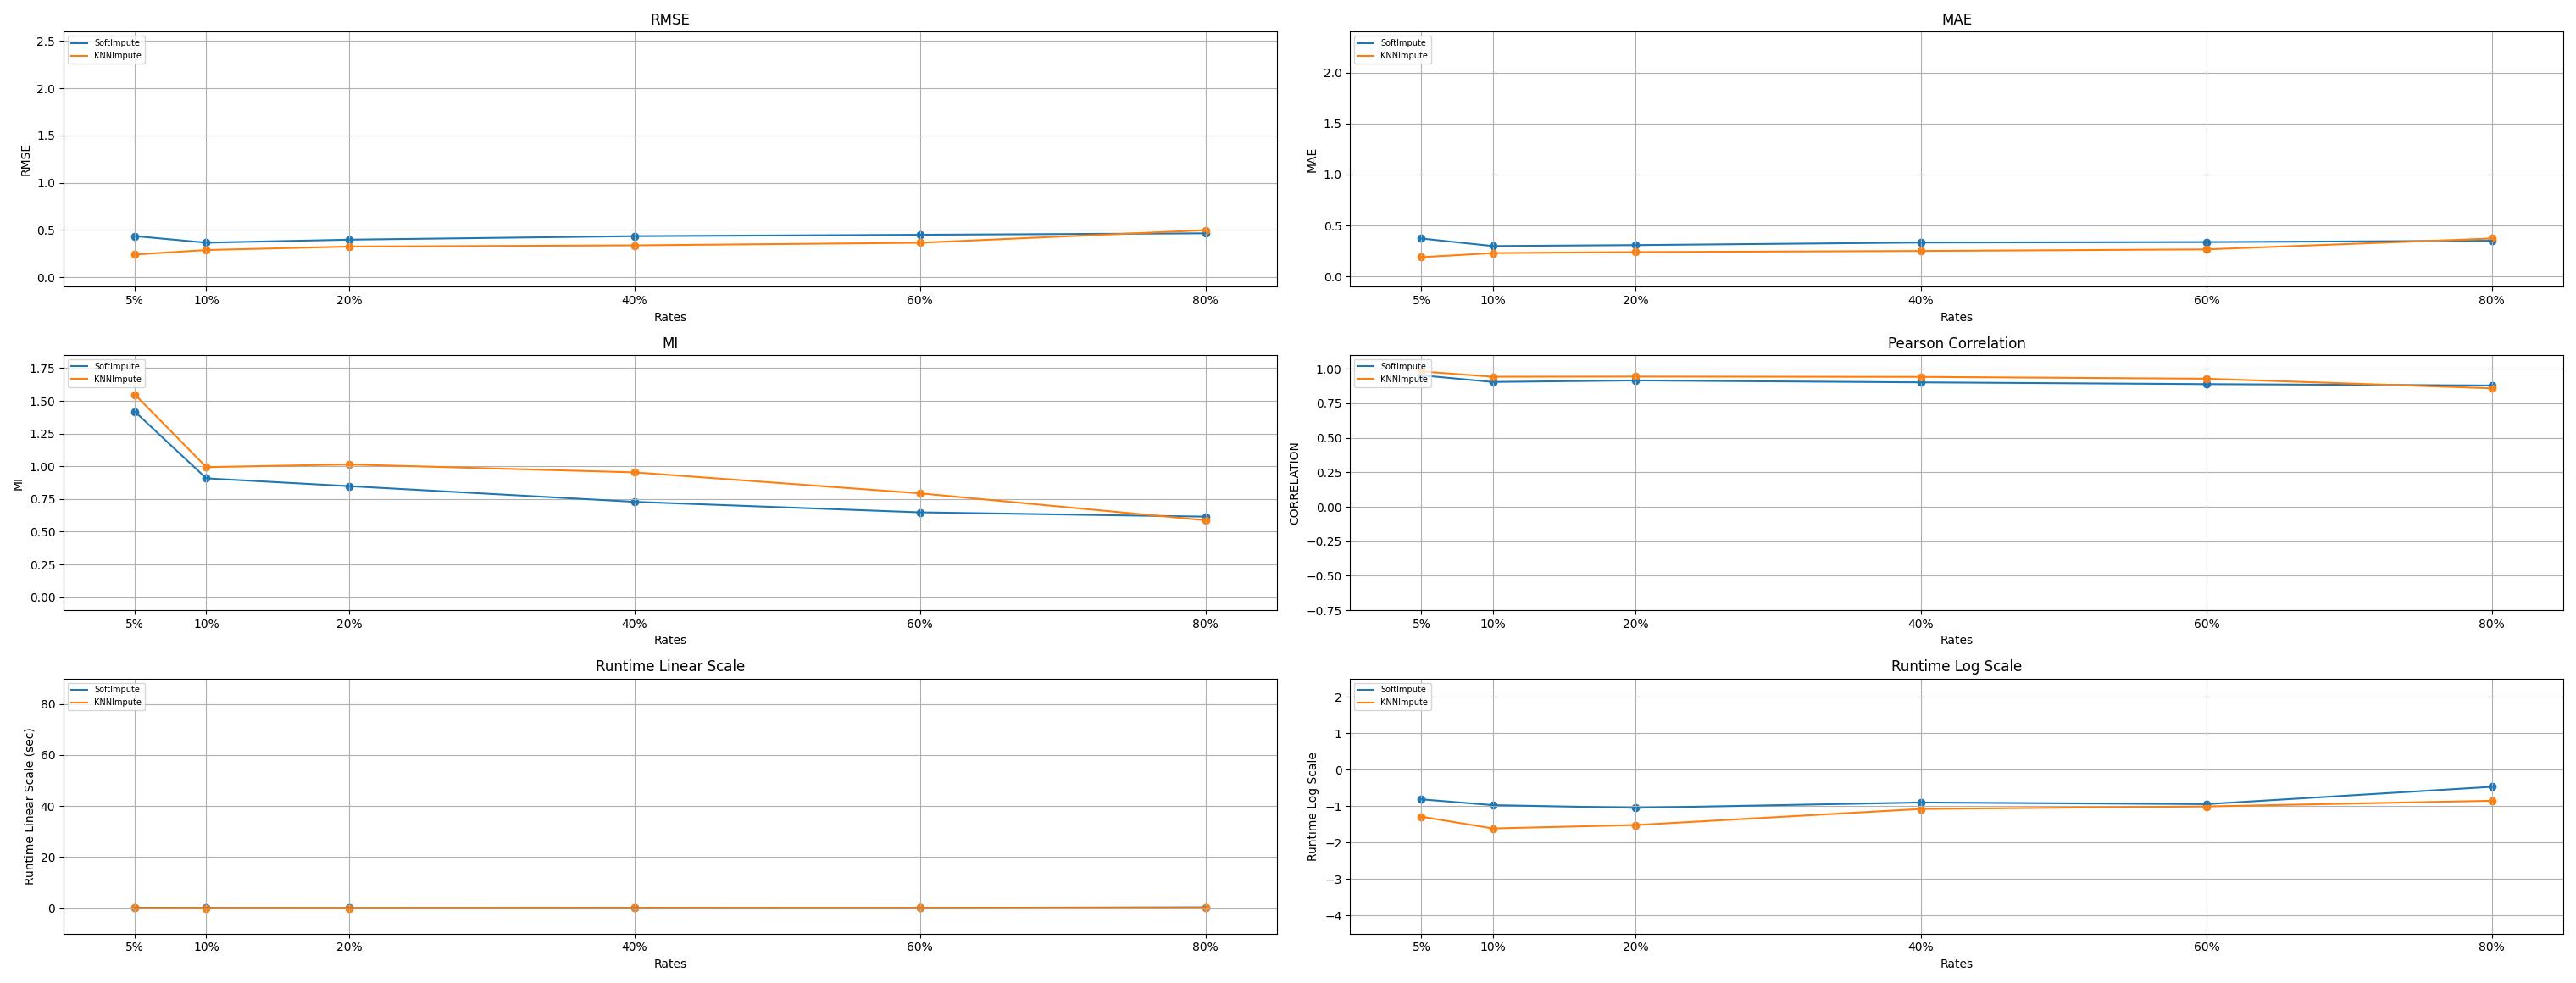 RMSE
SoftImpute
KNNImpute
RMSE
2.5
2.0
1.5
1.0
0.5
0.0
5% 10% 20% 40% 60% 80%
Rates
MAE
SoftImpute
KNNImpute
MAE
2.0
1.5
1.0
0.5
0.0
5% 10% 20% 40% 60% 80%
Rates
MI
SoftImpute
KNNImpute
MI
1.75
1.50
1.25
1.00
0.75
0.50
0.25
0.00
5% 10% 20% 40% 60% 80%
Rates
Pearson Correlation
SoftImpute
KNNImpute
CORRELATION
1.00
0.75
0.50
0.25
0.00
−0.25
−0.50
−0.75
5% 10% 20% 40% 60% 80%
Rates
Runtime Linear Scale
SoftImpute
KNNImpute
Runtime Linear Scale (sec)
80
60
40
20
0
5% 10% 20% 40% 60% 80%
Rates
Runtime Log Scale
SoftImpute
KNNImpute
Runtime Log Scale
2
1
0
−1
−2
−3
−4
5% 10% 20% 40% 60% 80%
Rates